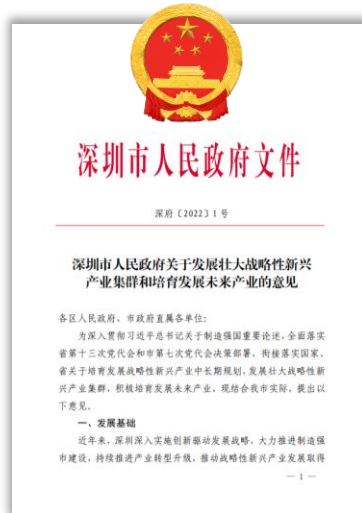 深圳市人民政府文件
深府〔2022〕1号
深圳市人民政府关于发展壮大战略性新兴
产业集群和培育发展未来产业的意见
各区人民政府，市政府直属各单位：
为深入贯彻习近平总书记关于制造强国重要论述，全面落实
省第十三次党代会和市第七次党代会决策部署，衔接落实国家、
省关于培育发展战略性新兴产业中长期规划，发展壮大战略性新
兴产业集群，积极培育发展未来产业，现结合我市实际，提出以
下意见。
一、发展基础
近年来，深圳深入实施创新驱动发展战略，大力推进制造强
市建设，持续推进产业转型升级，推动战略性新兴产业发展取得
— 1 —